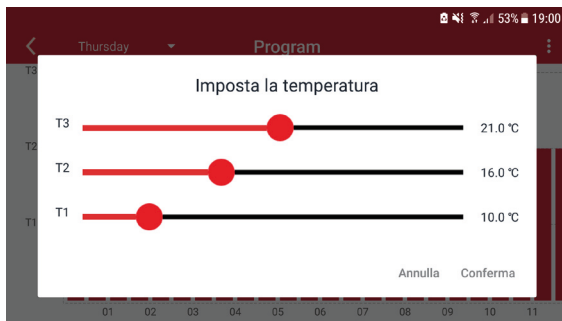 53% 19:00
Thursday Program
T3
Imposta la temperatura
T3 21.0 °C
T2
T2 16.0 °C
T1 10.0 °C
T1
Annulla Conferma
01 02 03 04 05 06 07 08 09 10 11